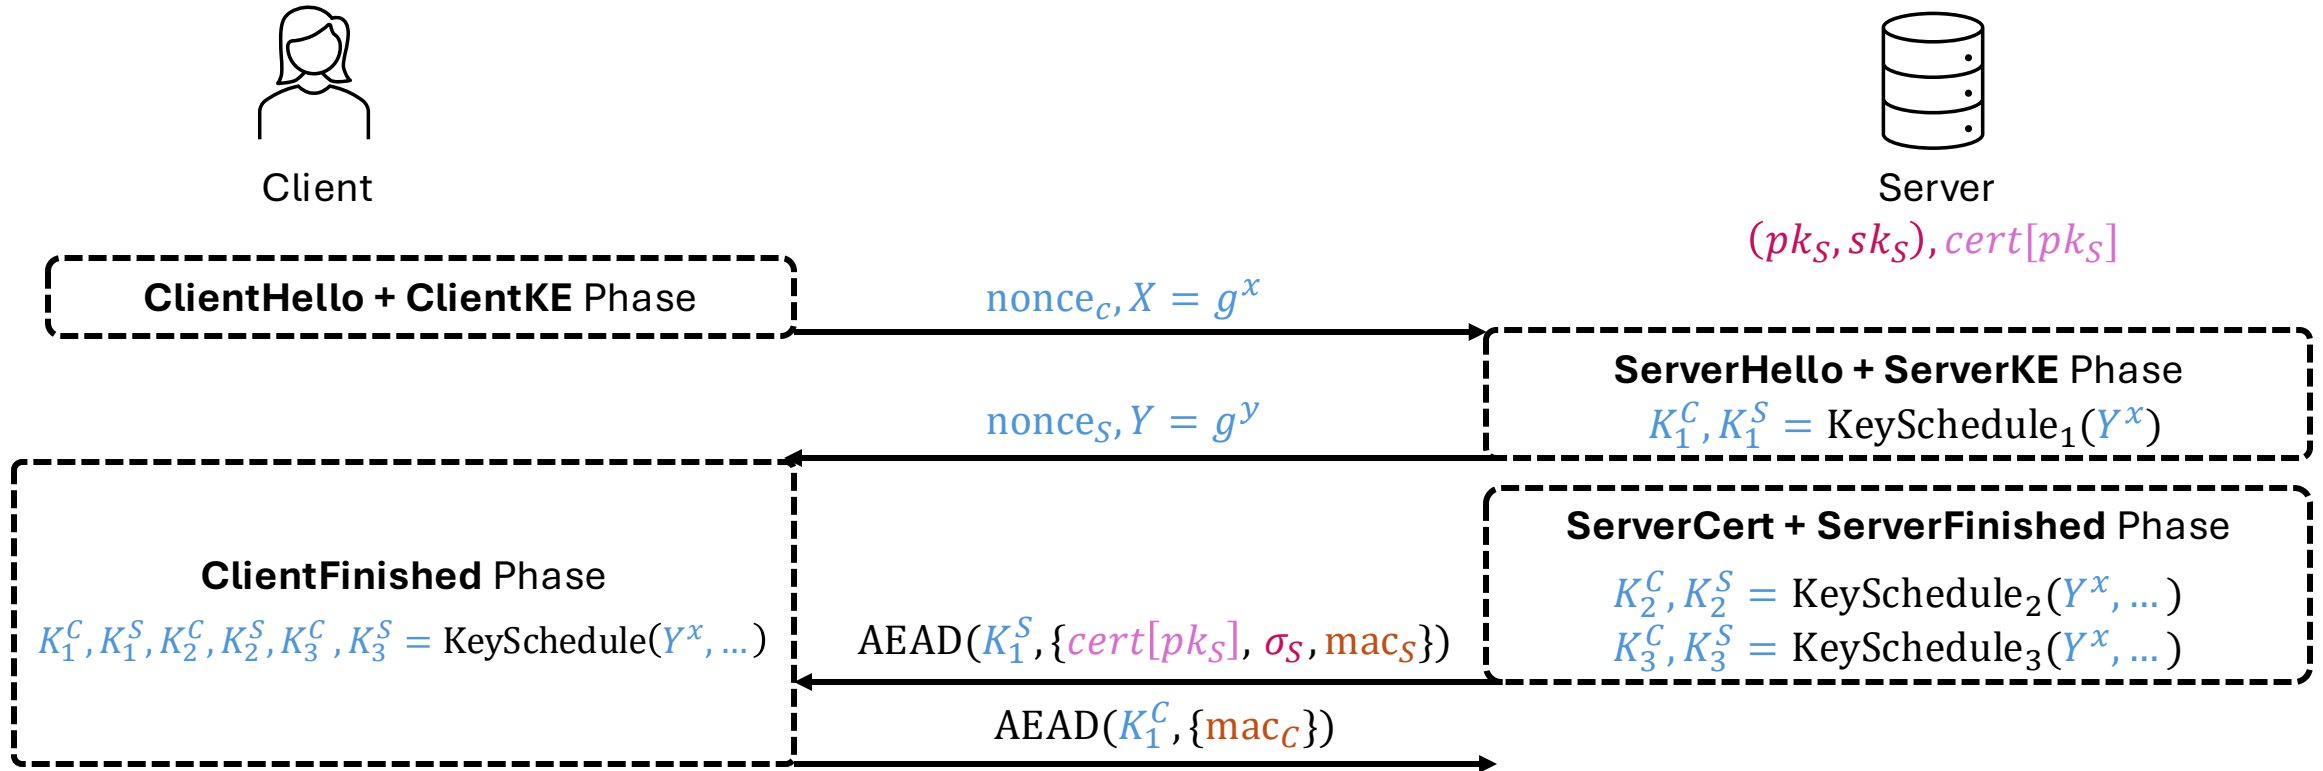 Client
Server
(pk_S, sk_S), cert[pk_S]
ClientHello + ClientKE Phase
nonce_c, X = g^x
ServerHello + ServerKE Phase
K_1^C, K_1^S = KeySchedule_1(Y^x)
nonce_S, Y = g^y
ServerCert + ServerFinished Phase
K_2^C, K_2^S = KeySchedule_2(Y^x, ...)
K_3^C, K_3^S = KeySchedule_3(Y^x, ...)
ClientFinished Phase
K_1^C, K_1^S, K_2^C, K_2^S, K_3^C, K_3^S = KeySchedule(Y^x, ...)
AEAD(K_1^S, {cert[pk_S], σ_S, mac_S})
AEAD(K_1^C, {mac_C})